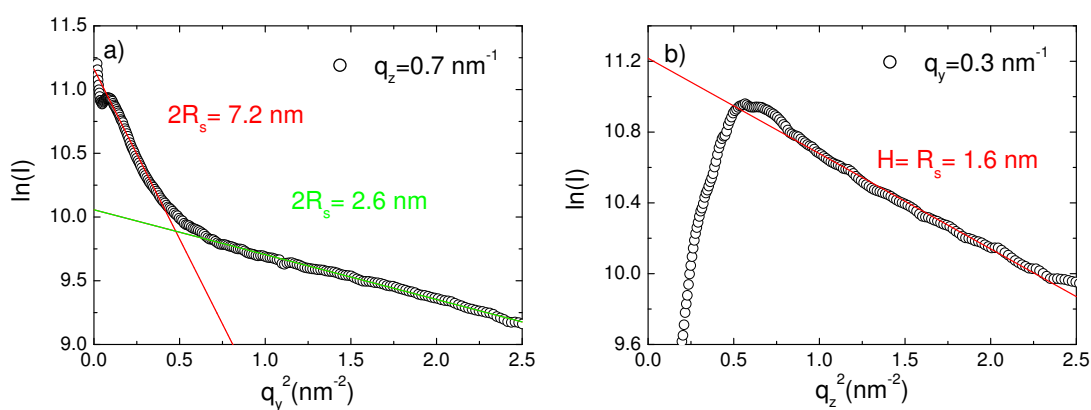 a)
q_z=0.7 nm^-1
2R_s= 7.2 nm
2R_s= 2.6 nm
ln(I)
11.5
11.0
10.5
10.0
9.5
9.0
0.0 0.5 1.0 1.5 2.0 2.5
q_y^2(nm^-2)
b)
q_y=0.3 nm^-1
H= R_s= 1.6 nm
ln(I)
11.2
10.8
10.4
10.0
9.6
0.0 0.5 1.0 1.5 2.0 2.5
q_z^2(nm^-2)